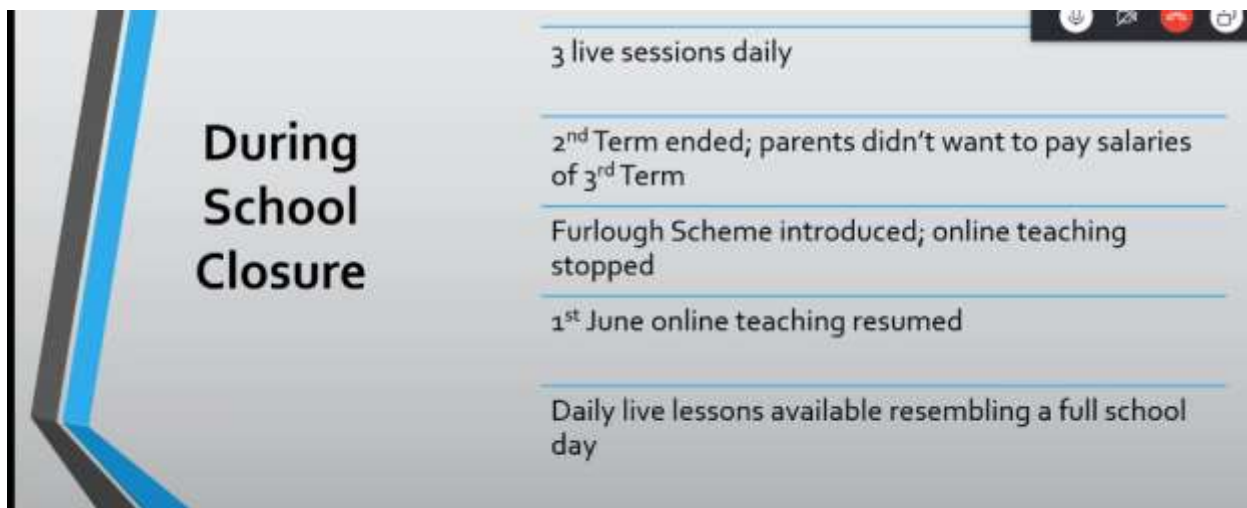 During
School
Closure
3 live sessions daily
2nd Term ended; parents didn't want to pay salaries
of 3rd Term
Furlough Scheme introduced; online teaching
stopped
1st June online teaching resumed
Daily live lessons available resembling a full school
day